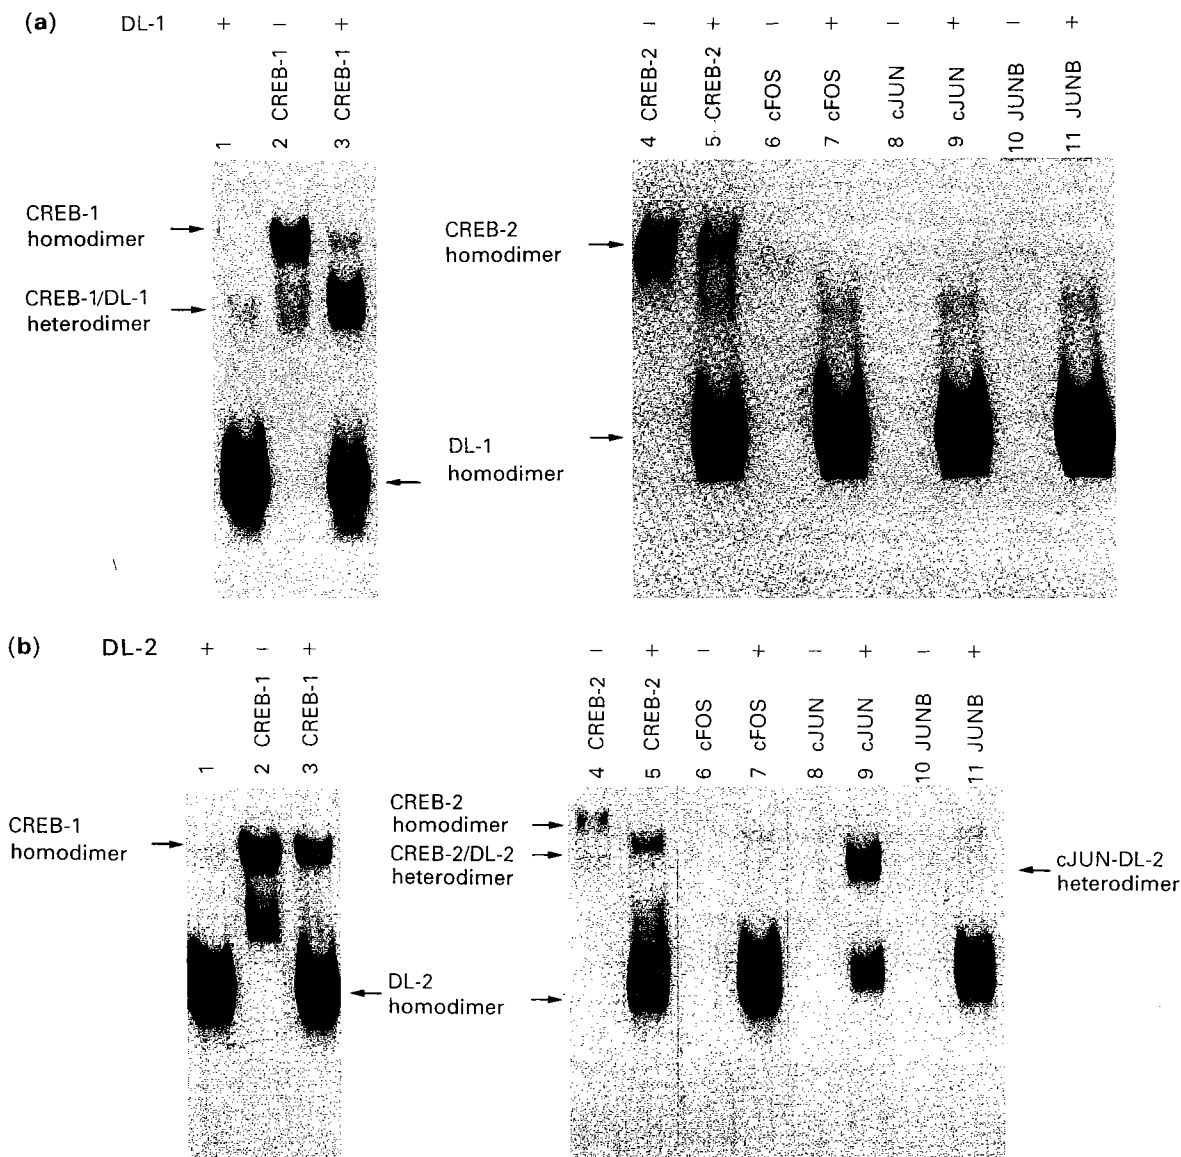 (a)
DL-1 + − + − + − + − + − +
1
2 CREB-1
3 CREB-1
4 CREB-2
5 CREB-2
6 cFOS
7 cFOS
8 cJUN
9 cJUN
10 JUNB
11 JUNB
CREB-1
homodimer
CREB-1/DL-1
heterodimer
CREB-2
homodimer
DL-1
homodimer
(b)
DL-2 + − + − + − + − + − +
1
2 CREB-1
3 CREB-1
4 CREB-2
5 CREB-2
6 cFOS
7 cFOS
8 cJUN
9 cJUN
10 JUNB
11 JUNB
CREB-1
homodimer
CREB-2
homodimer
CREB-2/DL-2
heterodimer
DL-2
homodimer
cJUN-DL-2
heterodimer